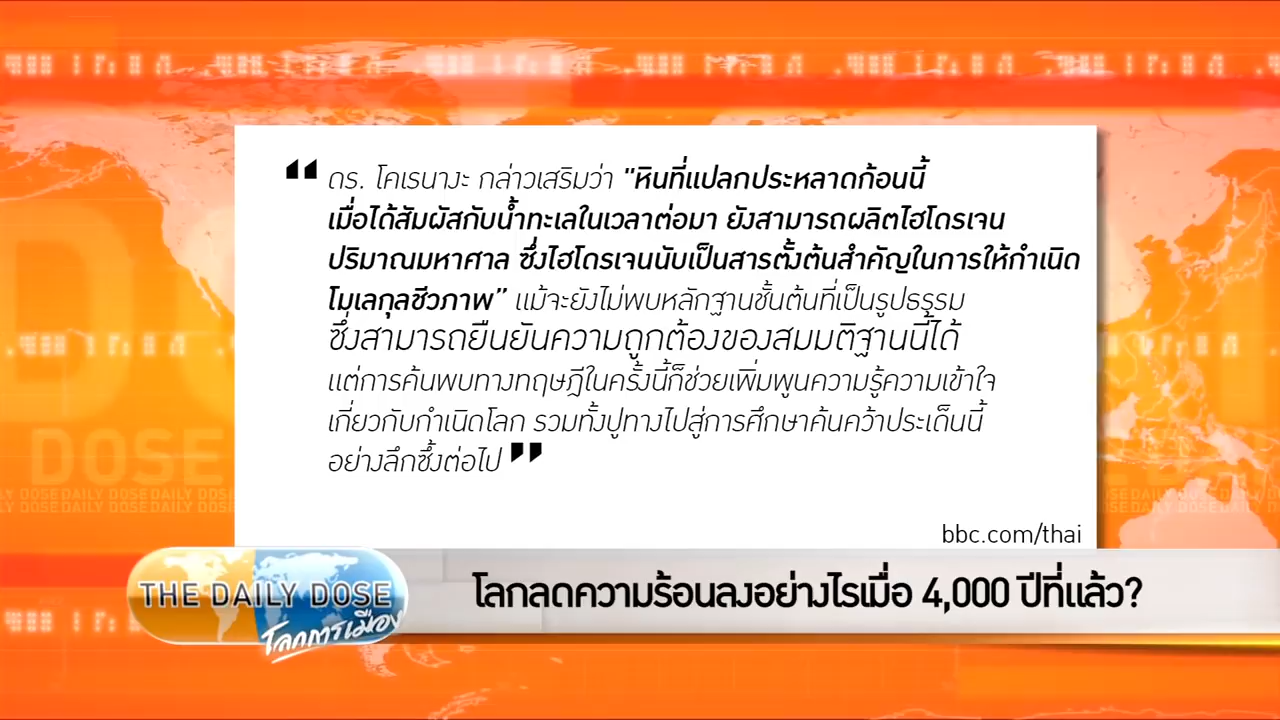 ดร. โคเรนางะ กล่าวเสริมว่า "หินที่แปลกประหลาดก้อนนี้
เมื่อได้สัมผัสกับน้ำทะเลในเวลาต่อมา ยังสามารถผลิตไฮโดรเจน
ปริมาณมหาศาล ซึ่งไฮโดรเจนนับเป็นสารตั้งต้นสำคัญในการให้กำเนิด
โมเลกุลชีวภาพ” แม้จะยังไม่พบหลักฐานชั้นต้นที่เป็นรูปธรรม
ซึ่งสามารถยืนยันความถูกต้องของสมมติฐานนี้ได้
แต่การค้นพบทางทฤษฎีในครั้งนี้ก็ช่วยเพิ่มพูนความรู้ความเข้าใจ
เกี่ยวกับกำเนิดโลก รวมทั้งปูทางไปสู่การศึกษาค้นคว้าประเด็นนี้
อย่างลึกซึ้งต่อไป
bbc.com/thai
THE DAILY DOSE
โลกการเมือง
โลกลดความร้อนลงอย่างไรเมื่อ 4,000 ปีที่แล้ว?
DOSE
DAILY DOSE DAILY DOSE